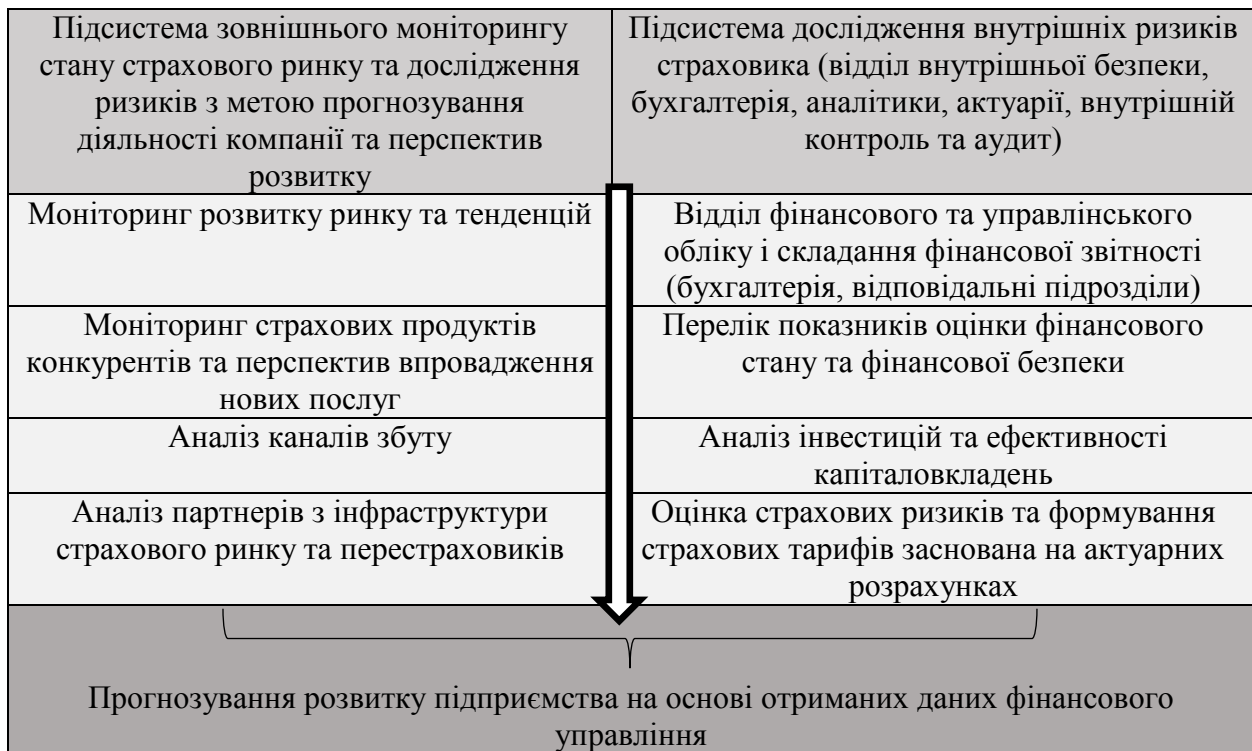 Підсистема зовнішнього моніторингу
стану страхового ринку та дослідження
ризиків з метою прогнозування
діяльності компанії та перспектив
розвитку
Підсистема дослідження внутрішніх ризиків
страховика (відділ внутрішньої безпеки,
бухгалтерія, аналітики, актуарії, внутрішній
контроль та аудит)
Моніторинг розвитку ринку та тенденцій
Відділ фінансового та управлінського
обліку і складання фінансової звітності
(бухгалтерія, відповідальні підрозділи)
Моніторинг страхових продуктів
конкурентів та перспектив впровадження
нових послуг
Перелік показників оцінки фінансового
стану та фінансової безпеки
Аналіз каналів збуту
Аналіз інвестицій та ефективності
капіталовкладень
Аналіз партнерів з інфраструктури
страхового ринку та перестраховиків
Оцінка страхових ризиків та формування
страхових тарифів заснована на актуарних
розрахунках
Прогнозування розвитку підприємства на основі отриманих даних фінансового
управління